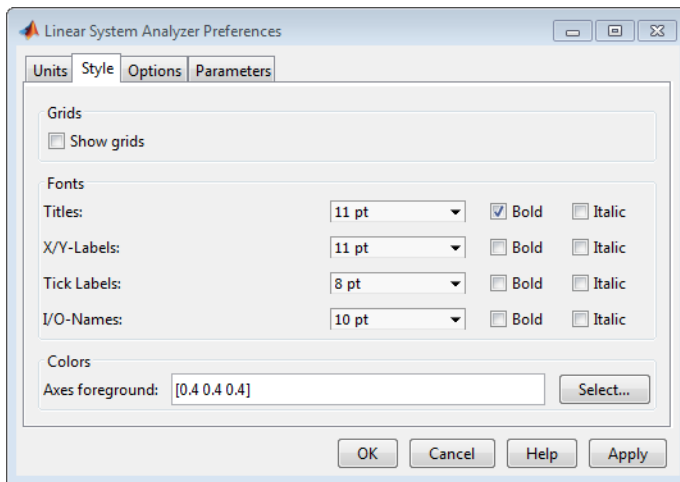 Linear System Analyzer Preferences
Units Style Options Parameters
Grids
Show grids
Fonts
Titles: 11 pt Bold Italic
X/Y-Labels: 11 pt Bold Italic
Tick Labels: 8 pt Bold Italic
I/O-Names: 10 pt Bold Italic
Colors
Axes foreground: [0.4 0.4 0.4] Select...
OK Cancel Help Apply